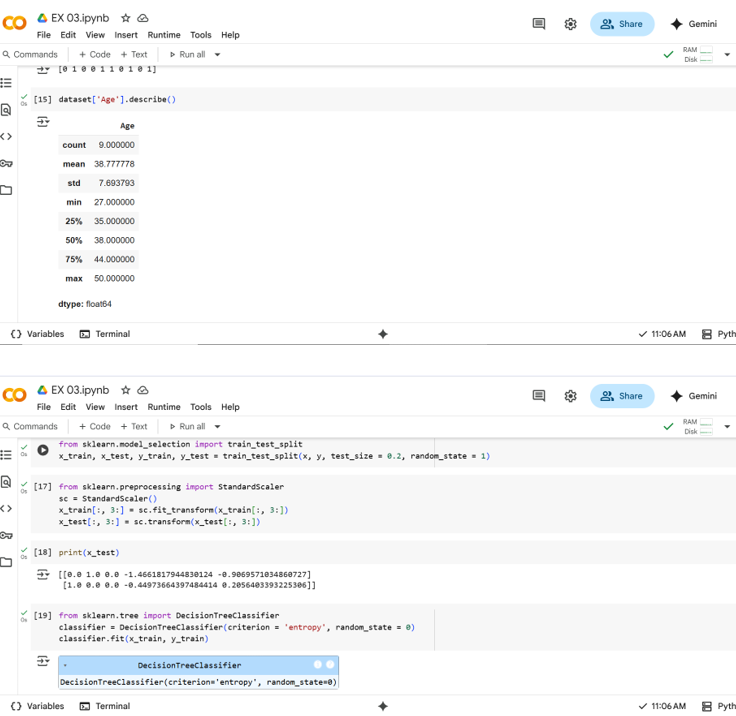 EX 03.ipynb
File Edit View Insert Runtime Tools Help
Share
Gemini
Commands + Code + Text Run all
RAM
Disk
[0 1 0 0 1 1 0 1 0 1]
0s
[15] dataset['Age'].describe()
Age
count 9.000000
mean 38.777778
std 7.693793
min 27.000000
25% 35.000000
50% 38.000000
75% 44.000000
max 50.000000
dtype: float64
{} Variables Terminal 11:06 AM Pyth
EX 03.ipynb
File Edit View Insert Runtime Tools Help
Share
Gemini
Commands + Code + Text Run all
RAM
Disk
from sklearn.model_selection import train_test_split
0s
x_train, x_test, y_train, y_test = train_test_split(x, y, test_size = 0.2, random_state = 1)
[17] from sklearn.preprocessing import StandardScaler
0s
sc = StandardScaler()
x_train[:, 3:] = sc.fit_transform(x_train[:, 3:])
x_test[:, 3:] = sc.transform(x_test[:, 3:])
[18] print(x_test)
0s
[[0.0 1.0 0.0 -1.4661817944830124 -0.9069571034860727]
[1.0 0.0 0.0 -0.44973664397484414 0.2056403393225306]]
[19] from sklearn.tree import DecisionTreeClassifier
0s
classifier = DecisionTreeClassifier(criterion = 'entropy', random_state = 0)
classifier.fit(x_train, y_train)
DecisionTreeClassifier
DecisionTreeClassifier(criterion='entropy', random_state=0)
{} Variables Terminal 11:06 AM Pyth